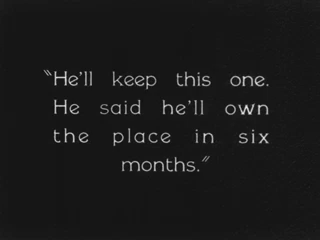 "He'll keep this one.
He said he'll own
the place in six
months."